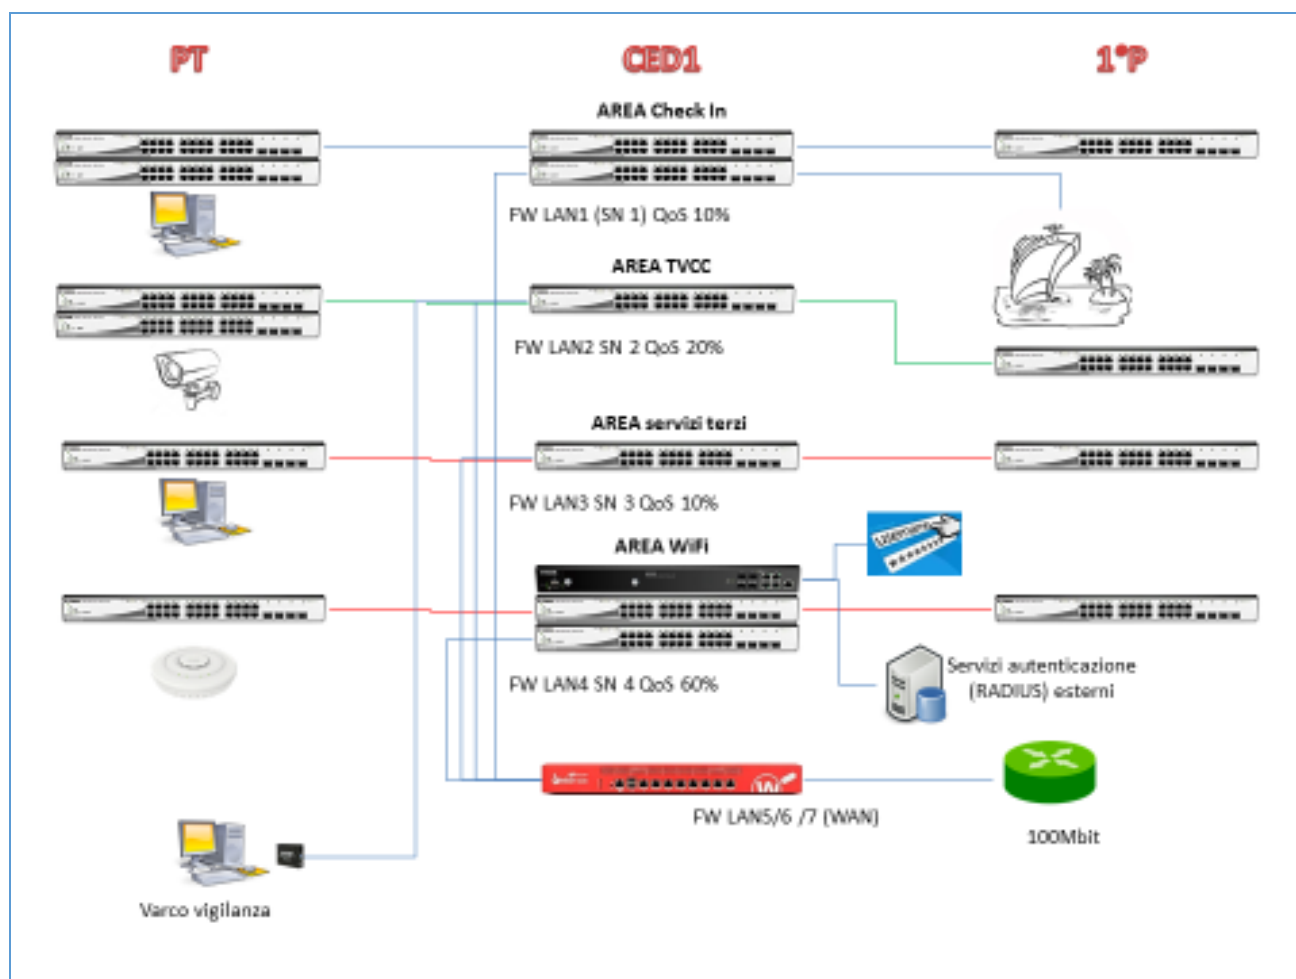 PT
CED1
1°P
AREA Check In
FW LAN1 (SN 1) QoS 10%
AREA TVCC
FW LAN2 SN 2 QoS 20%
AREA servizi terzi
FW LAN3 SN 3 QoS 10%
AREA WiFi
Username
********
FW LAN4 SN 4 QoS 60%
Servizi autenticazione
(RADIUS) esterni
W
FW LAN5/6 /7 (WAN)
100Mbit
Varco vigilanza